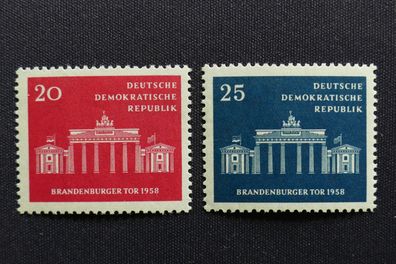 20
DEUTSCHE
DEMOKRATISCHE
REPUBLIK
BRANDENBURGER TOR 1958
25
DEUTSCHE
DEMOKRATISCHE
REPUBLIK
BRANDENBURGER TOR 1958